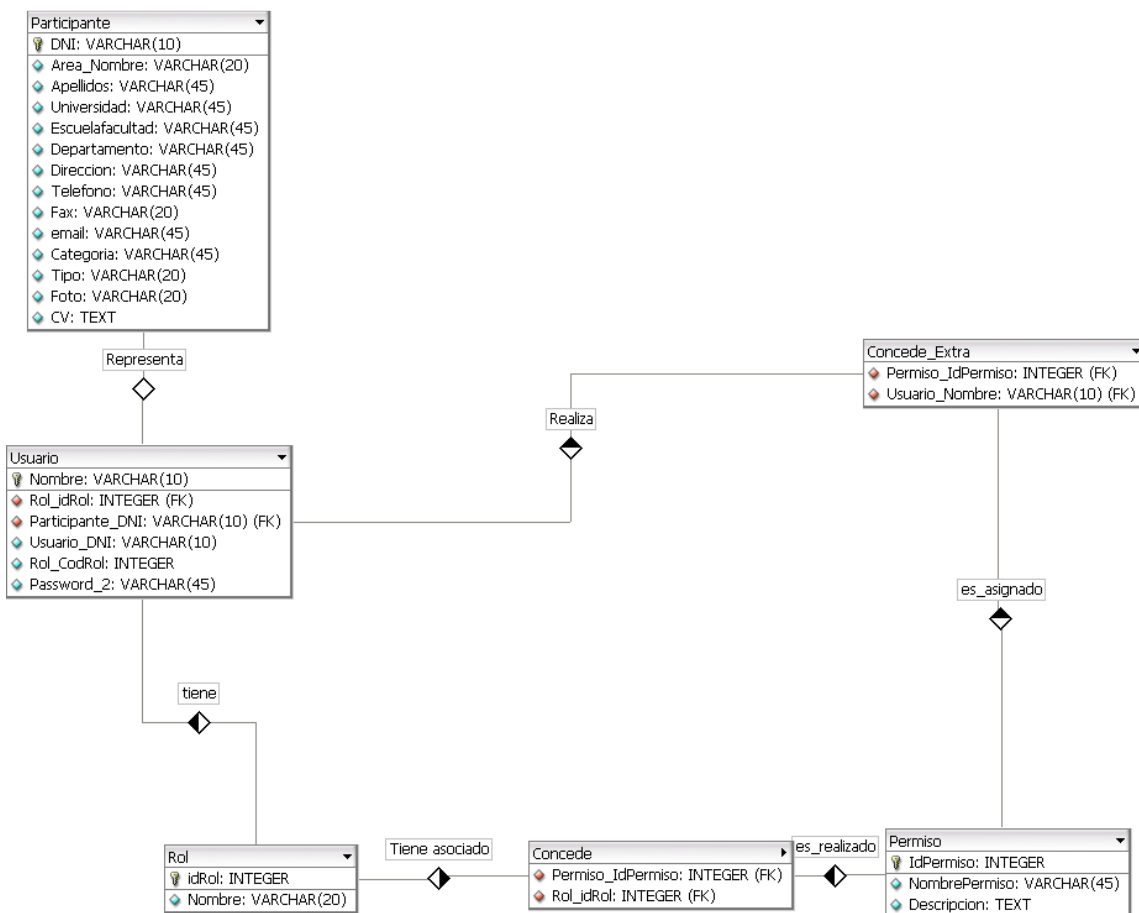 Participante
DNI: VARCHAR(10)
Area_Nombre: VARCHAR(20)
Apellidos: VARCHAR(45)
Universidad: VARCHAR(45)
Escuelafacultad: VARCHAR(45)
Departamento: VARCHAR(45)
Direccion: VARCHAR(45)
Telefono: VARCHAR(45)
Fax: VARCHAR(20)
email: VARCHAR(45)
Categoria: VARCHAR(45)
Tipo: VARCHAR(20)
Foto: VARCHAR(20)
CV: TEXT
Representa
Concede_Extra
Permiso_IdPermiso: INTEGER (FK)
Usuario_Nombre: VARCHAR(10) (FK)
Realiza
Usuario
Nombre: VARCHAR(10)
Rol_idRol: INTEGER (FK)
Participante_DNI: VARCHAR(10) (FK)
Usuario_DNI: VARCHAR(10)
Rol_CodRol: INTEGER
Password_2: VARCHAR(45)
es_asignado
tiene
Rol
idRol: INTEGER
Nombre: VARCHAR(20)
Tiene asociado
Concede
Permiso_IdPermiso: INTEGER (FK)
Rol_idRol: INTEGER (FK)
es_realizado
Permiso
IdPermiso: INTEGER
NombrePermiso: VARCHAR(45)
Descripcion: TEXT